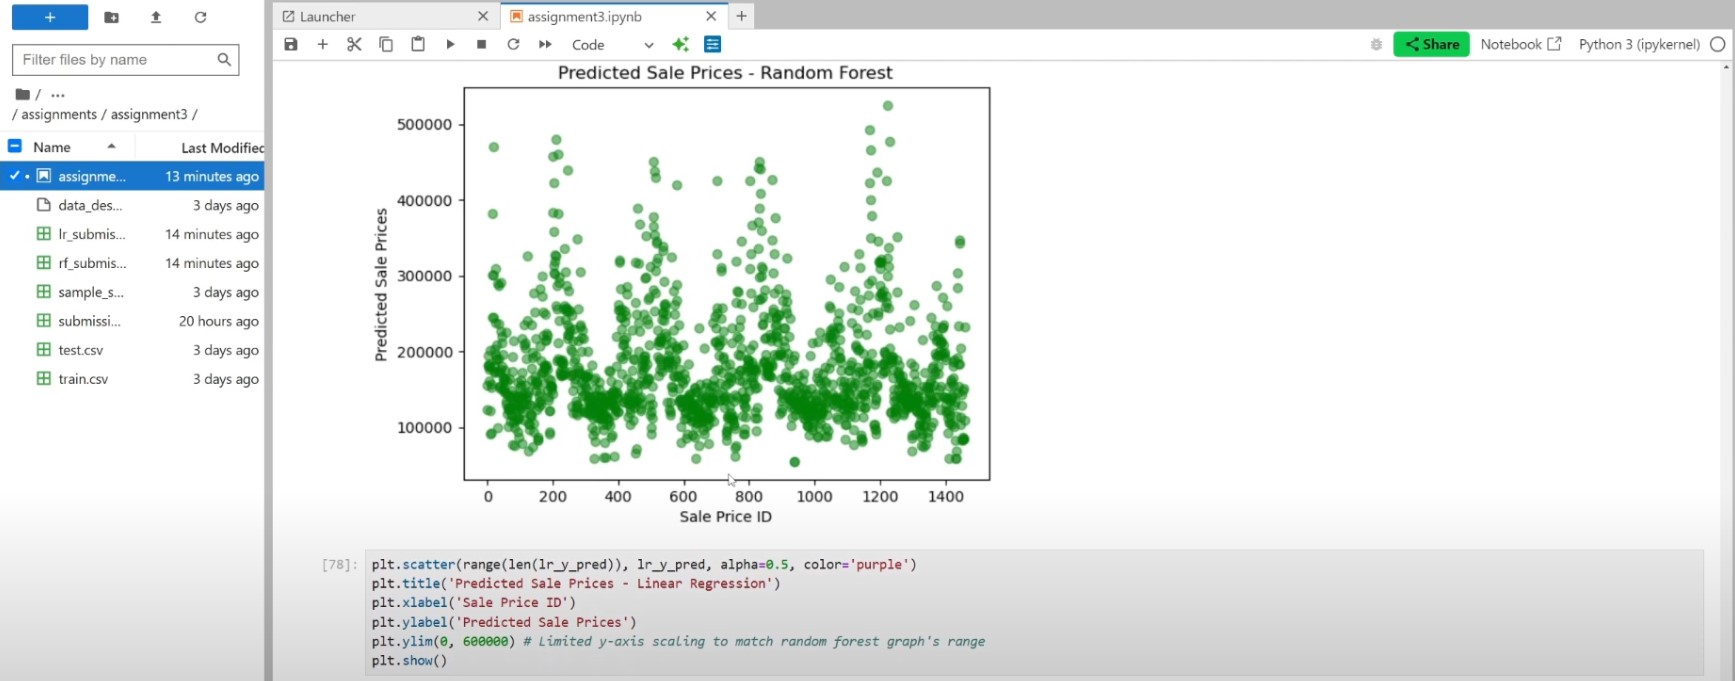 +
Launcher
assignment3.ipynb
Filter files by name
Code
Share
Notebook
Python 3 (ipykernel)
/ ...
/ assignments / assignment3 /
Name
Last Modified
assignme...
13 minutes ago
data_des...
3 days ago
lr_submis...
14 minutes ago
rf_submis...
14 minutes ago
sample_s...
3 days ago
submissi...
20 hours ago
test.csv
3 days ago
train.csv
3 days ago
Predicted Sale Prices - Random Forest
Predicted Sale Prices
500000
400000
300000
200000
100000
0 200 400 600 800 1000 1200 1400
Sale Price ID
[78]:
plt.scatter(range(len(lr_y_pred)), lr_y_pred, alpha=0.5, color='purple')
plt.title('Predicted Sale Prices - Linear Regression')
plt.xlabel('Sale Price ID')
plt.ylabel('Predicted Sale Prices')
plt.ylim(0, 600000) # Limited y-axis scaling to match random forest graph's range
plt.show()